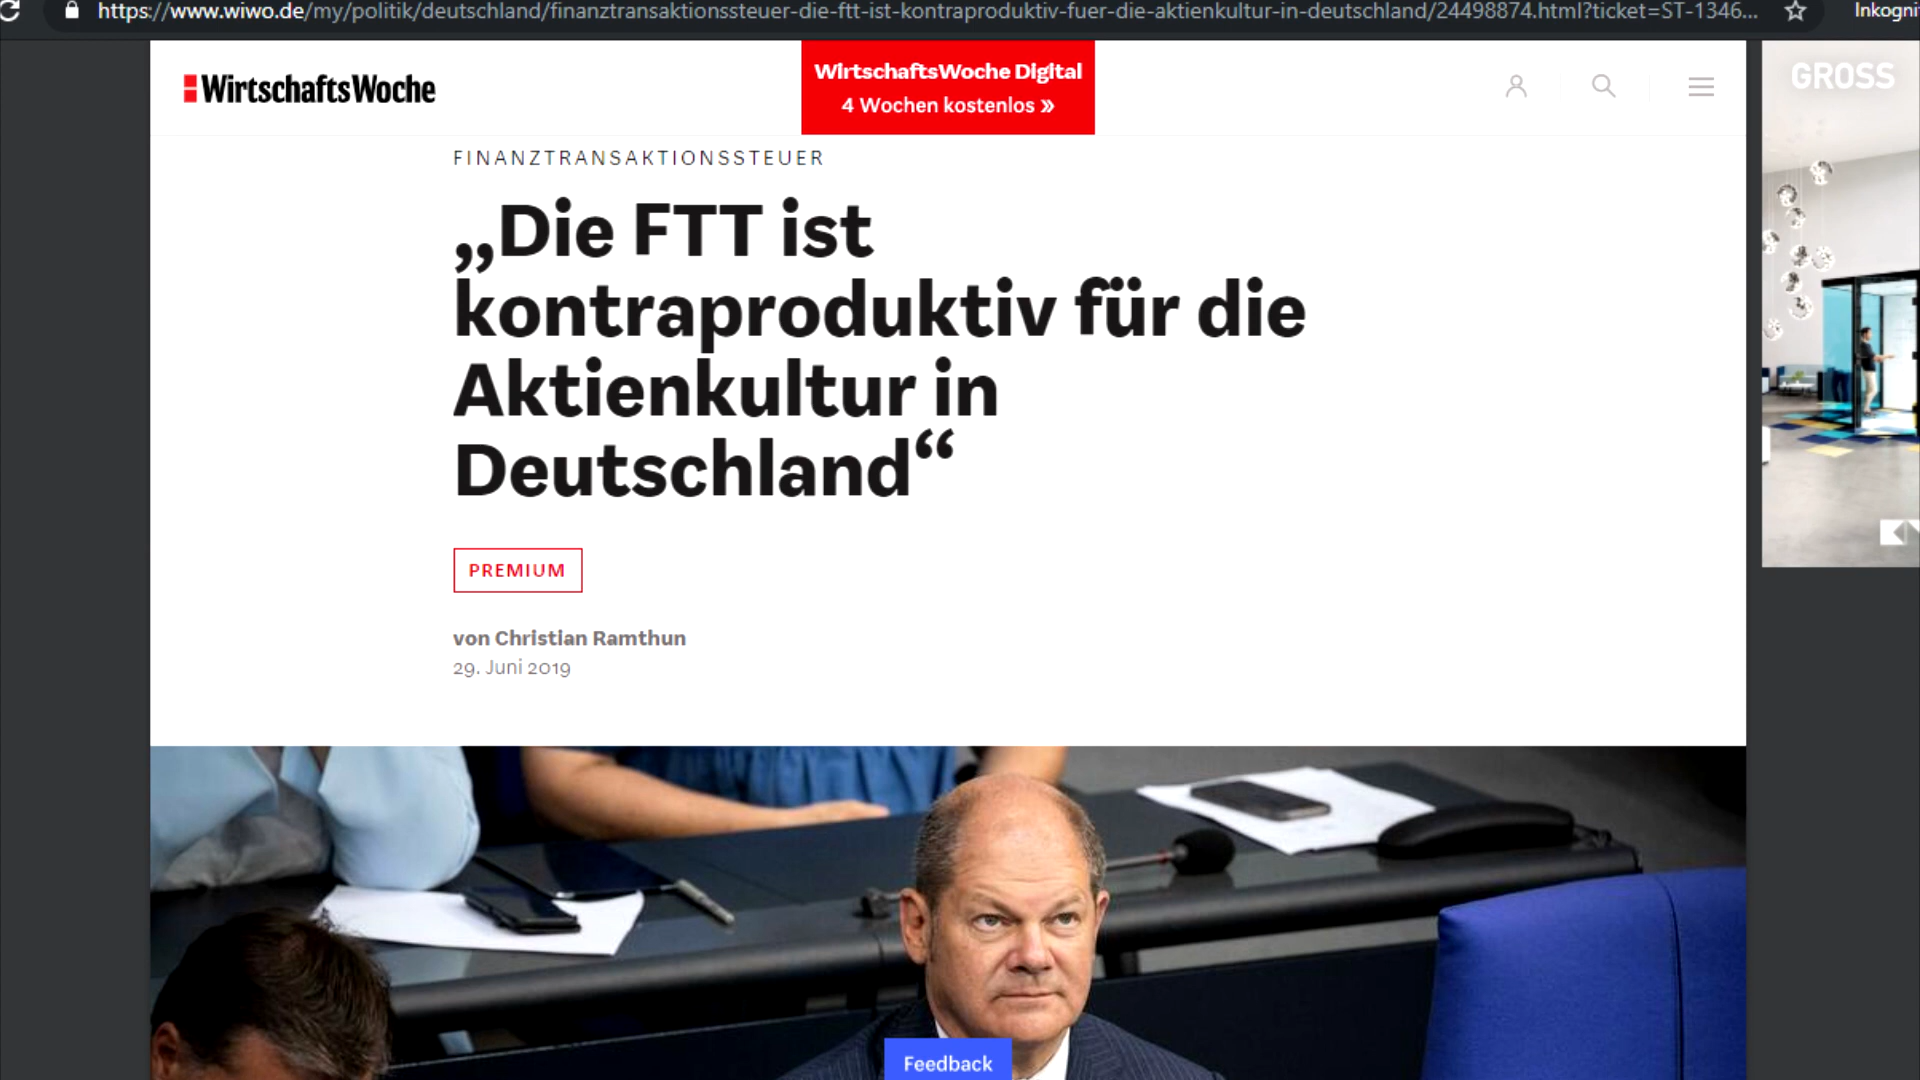 https://www.wiwo.de/my/politik/deutschland/finanztransaktionssteuer-die-ftt-ist-kontraproduktiv-fuer-die-aktienkultur-in-deutschland/24498874.html?ticket=ST-1346...
Inkogni
WirtschaftsWoche
WirtschaftsWoche Digital
4 Wochen kostenlos »
GROSS
FINANZTRANSAKTIONSSTEUER
„Die FTT ist
kontraproduktiv für die
Aktienkultur in
Deutschland“
PREMIUM
von Christian Ramthun
29. Juni 2019
Feedback